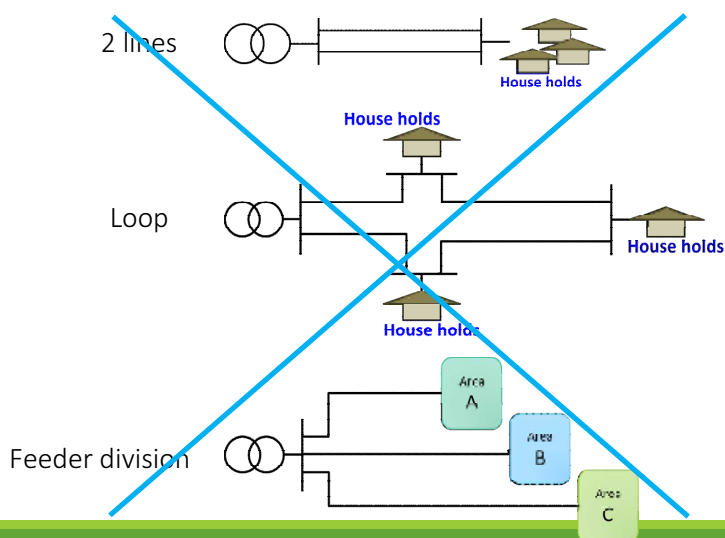 2 lines
House holds
House holds
Loop
House holds
House holds
Area
A
Area
B
Feeder division
Area
C